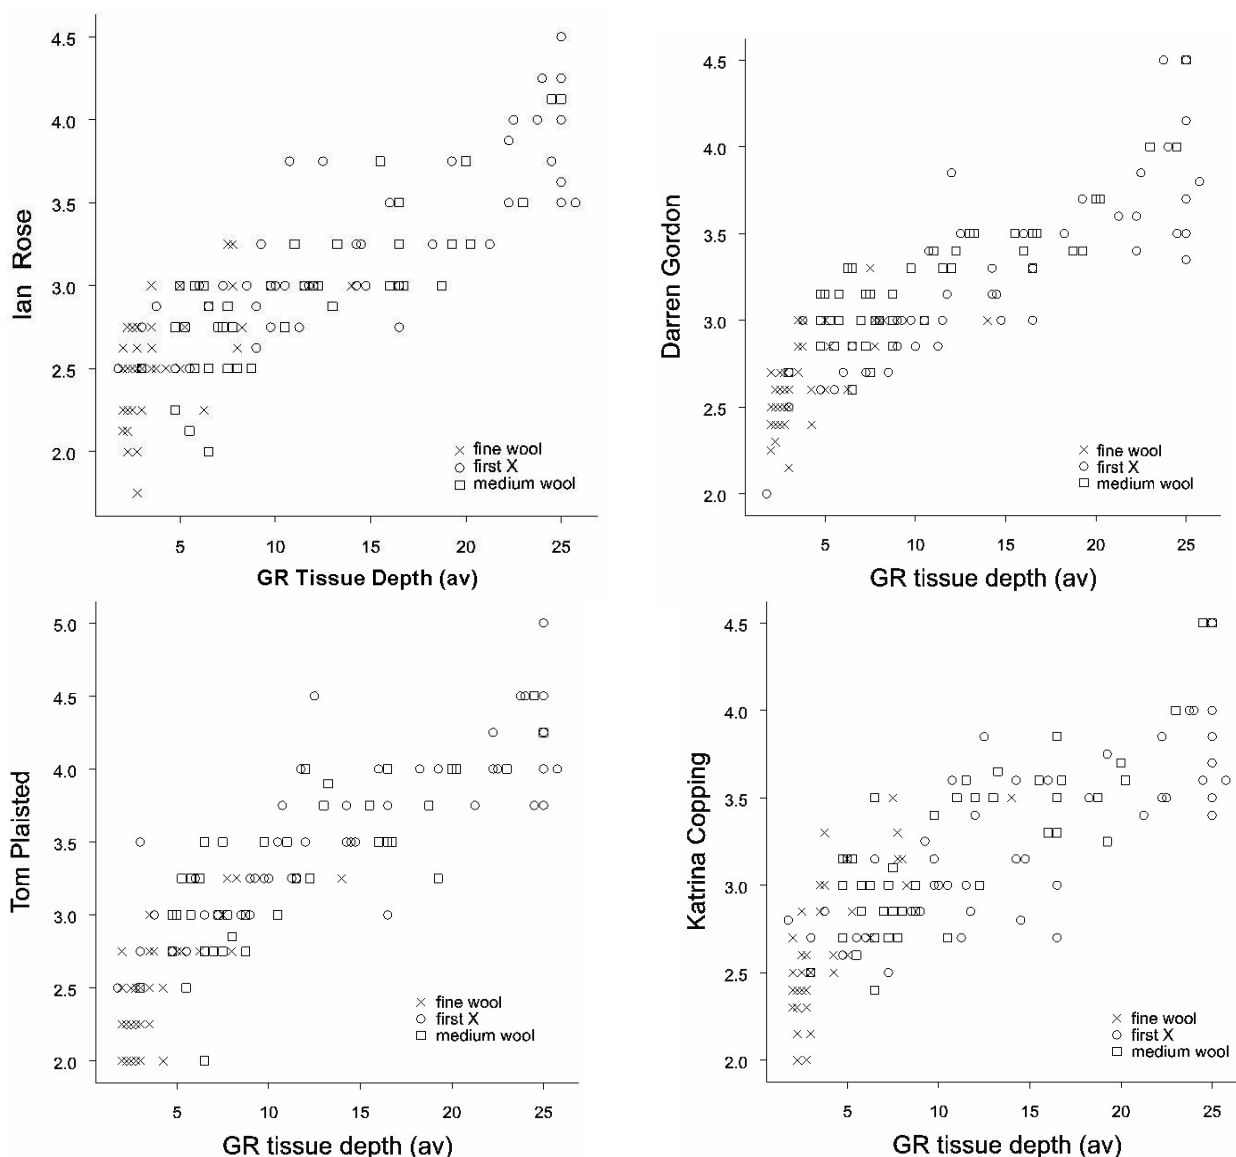 Ian Rose
4.5
4.0
3.5
3.0
2.5
2.0
5 10 15 20 25
GR Tissue Depth (av)
× fine wool
○ first X
□ medium wool
Darren Gordon
4.5
4.0
3.5
3.0
2.5
2.0
5 10 15 20 25
GR tissue depth (av)
× fine wool
○ first X
□ medium wool
Tom Plaisted
5.0
4.5
4.0
3.5
3.0
2.5
2.0
5 10 15 20 25
GR tissue depth (av)
× fine wool
○ first X
□ medium wool
Katrina Copping
4.5
4.0
3.5
3.0
2.5
2.0
5 10 15 20 25
GR tissue depth (av)
× fine wool
○ first X
□ medium wool